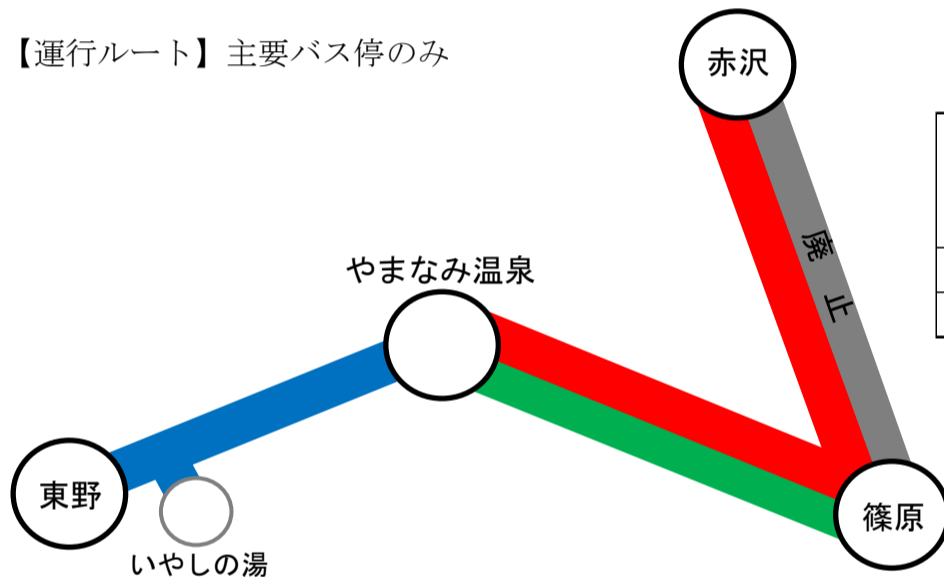 【運行ルート】主要バス停のみ
赤沢
廃止
やまなみ温泉
東野
篠原
いやしの湯